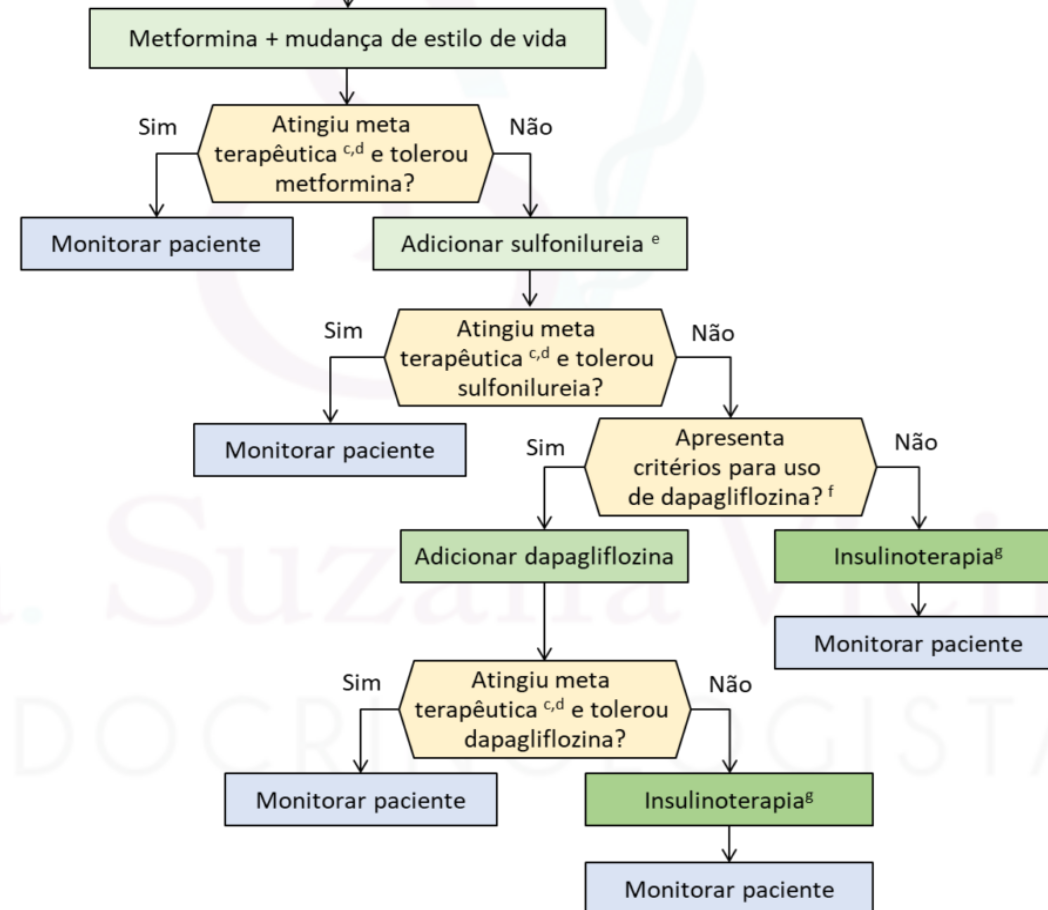 Metformina + mudança de estilo de vida
Sim
Atingiu meta
terapêutica c,d e tolerou
metformina?
Não
Monitorar paciente
Adicionar sulfonilureia e
Sim
Atingiu meta
terapêutica c,d e tolerou
sulfonilureia?
Não
Monitorar paciente
Sim
Apresenta
critérios para uso
de dapagliflozina? f
Não
Adicionar dapagliflozina
Insulinoterapiag
Monitorar paciente
Sim
Atingiu meta
terapêutica c,d e tolerou
dapagliflozina?
Não
Monitorar paciente
Insulinoterapiag
Monitorar paciente
Suzana